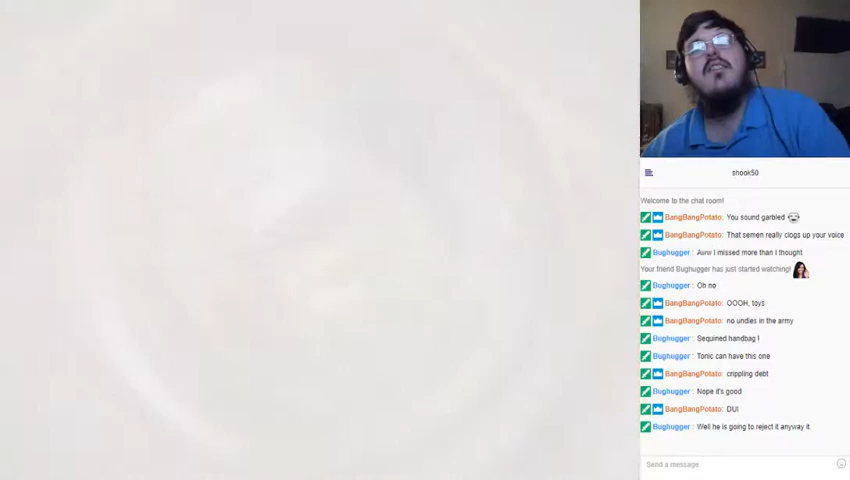 shook50
Welcome to the chat room!
BangBangPotato: You sound garbled
BangBangPotato: That semen really clogs up your voice
Bughugger: Aww I missed more than I thought
Your friend Bughugger has just started watching!
Bughugger: Oh no
BangBangPotato: OOOH, toys
BangBangPotato: no undies in the army
Bughugger: Sequined handbag !
Bughugger: Tonic can have this one
BangBangPotato: crippling debt
Bughugger: Nope it's good
BangBangPotato: DUI
Bughugger: Well he is going to reject it anyway it.
Send a message